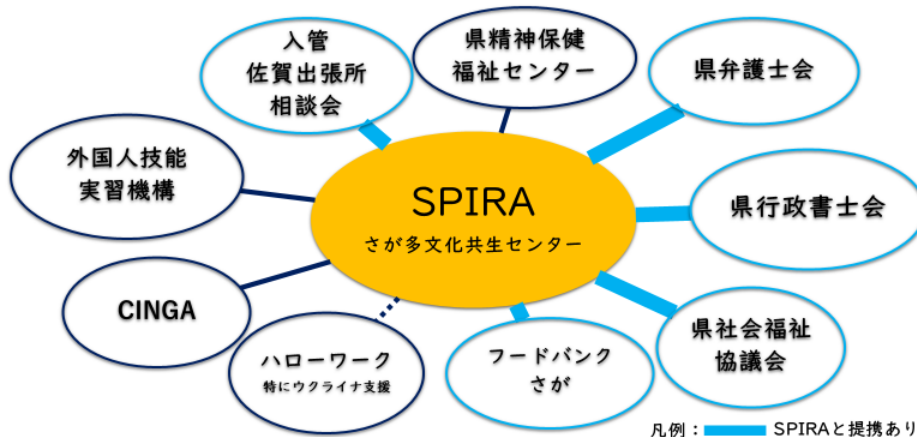 入管
佐賀出張所
相談会
県精神保健
福祉センター
県弁護士会
外国人技能
実習機構
SPIRA
さが多文化共生センター
県行政書士会
CINGA
ハローワーク
特にウクライナ支援
フードバンク
さが
県社会福祉
協議会
凡例：SPIRAと提携あり